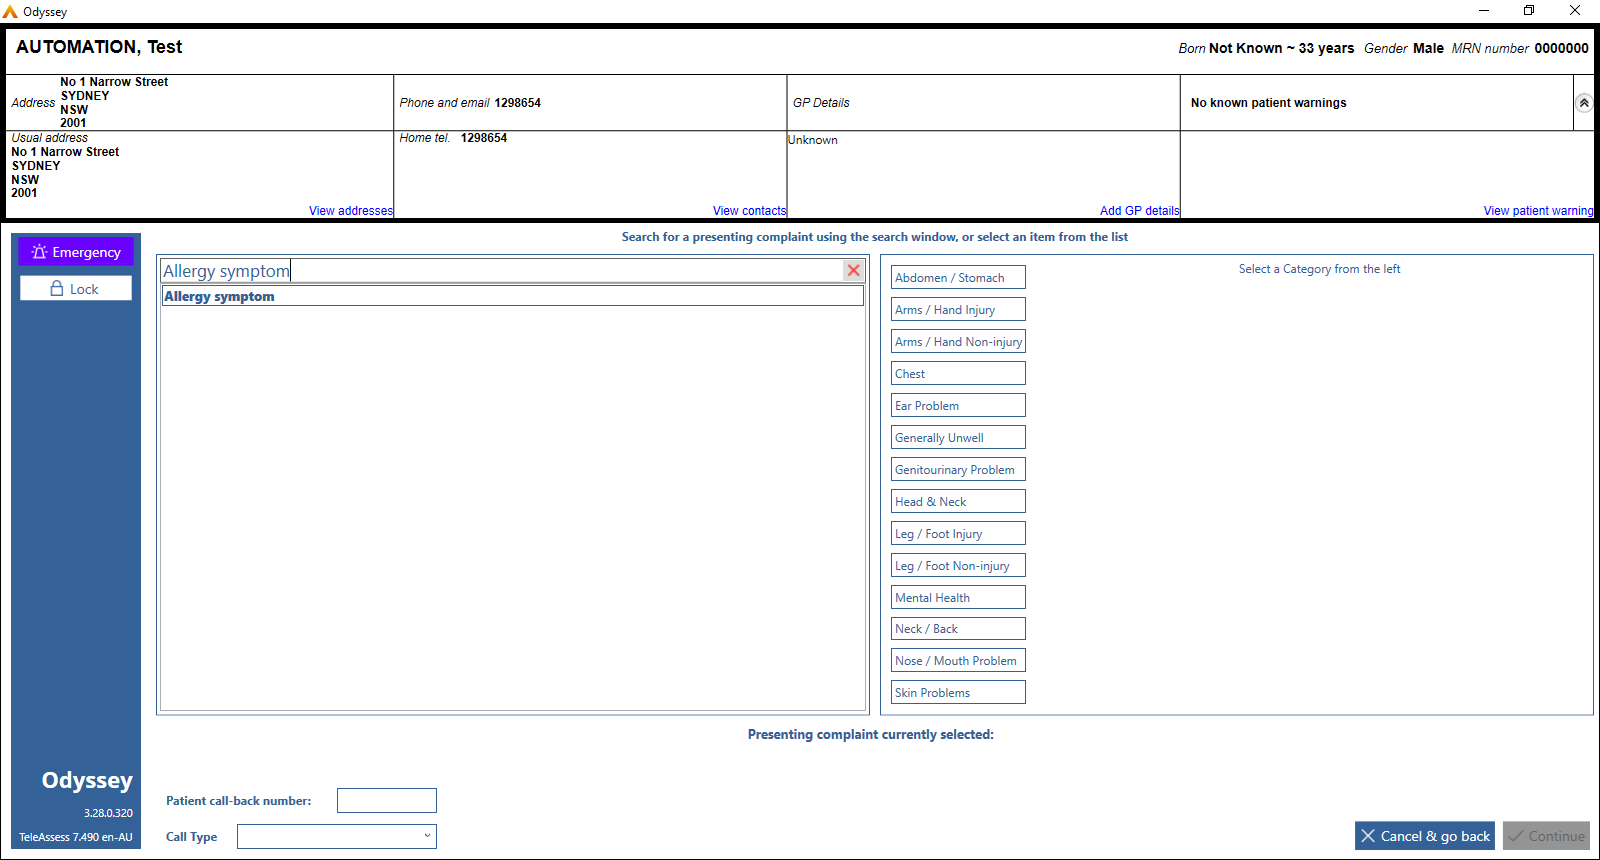 Odyssey
AUTOMATION, Test
Born Not Known ~ 33 years Gender Male MRN number 0000000
Address No 1 Narrow Street
SYDNEY
NSW
2001
Phone and email 1298654
GP Details
No known patient warnings
Usual address
No 1 Narrow Street
SYDNEY
NSW
2001
View addresses
Home tel. 1298654
View contacts
Unknown
Add GP details
View patient warning
Emergency
Lock
Search for a presenting complaint using the search window, or select an item from the list
Allergy symptom
Allergy symptom
Abdomen / Stomach
Arms / Hand Injury
Arms / Hand Non-injury
Chest
Ear Problem
Generally Unwell
Genitourinary Problem
Head & Neck
Leg / Foot Injury
Leg / Foot Non-injury
Mental Health
Neck / Back
Nose / Mouth Problem
Skin Problems
Select a Category from the left
Presenting complaint currently selected:
Odyssey
3.28.0.320
TeleAssess 7.490 en-AU
Patient call-back number:
Call Type
Cancel & go back
Continue